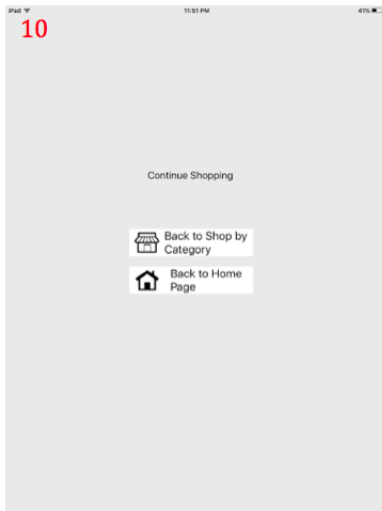 iPad 11:51 PM 41%
10
Continue Shopping
Back to Shop by
Category
Back to Home
Page